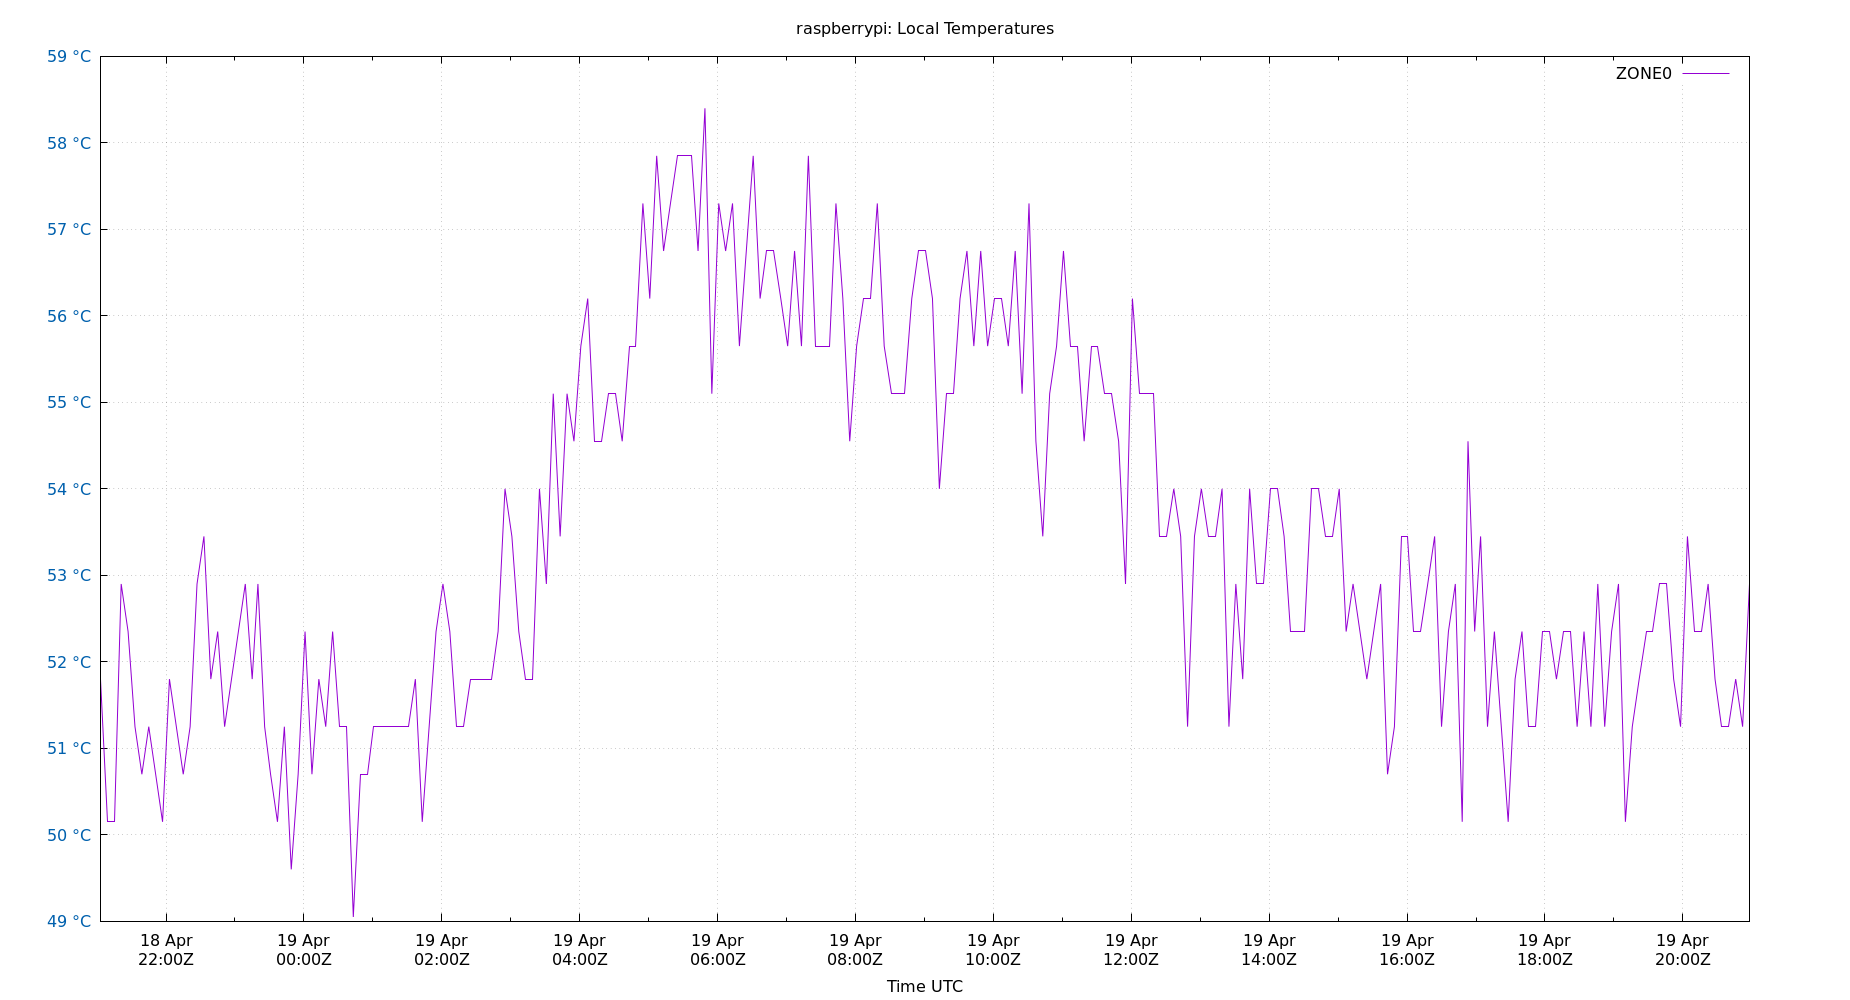 raspberrypi: Local Temperatures
ZONE0
59 °C
58 °C
57 °C
56 °C
55 °C
54 °C
53 °C
52 °C
51 °C
50 °C
49 °C
18 Apr 19 Apr 19 Apr 19 Apr 19 Apr 19 Apr 19 Apr 19 Apr 19 Apr 19 Apr 19 Apr 19 Apr
22:00Z 00:00Z 02:00Z 04:00Z 06:00Z 08:00Z 10:00Z 12:00Z 14:00Z 16:00Z 18:00Z 20:00Z
Time UTC